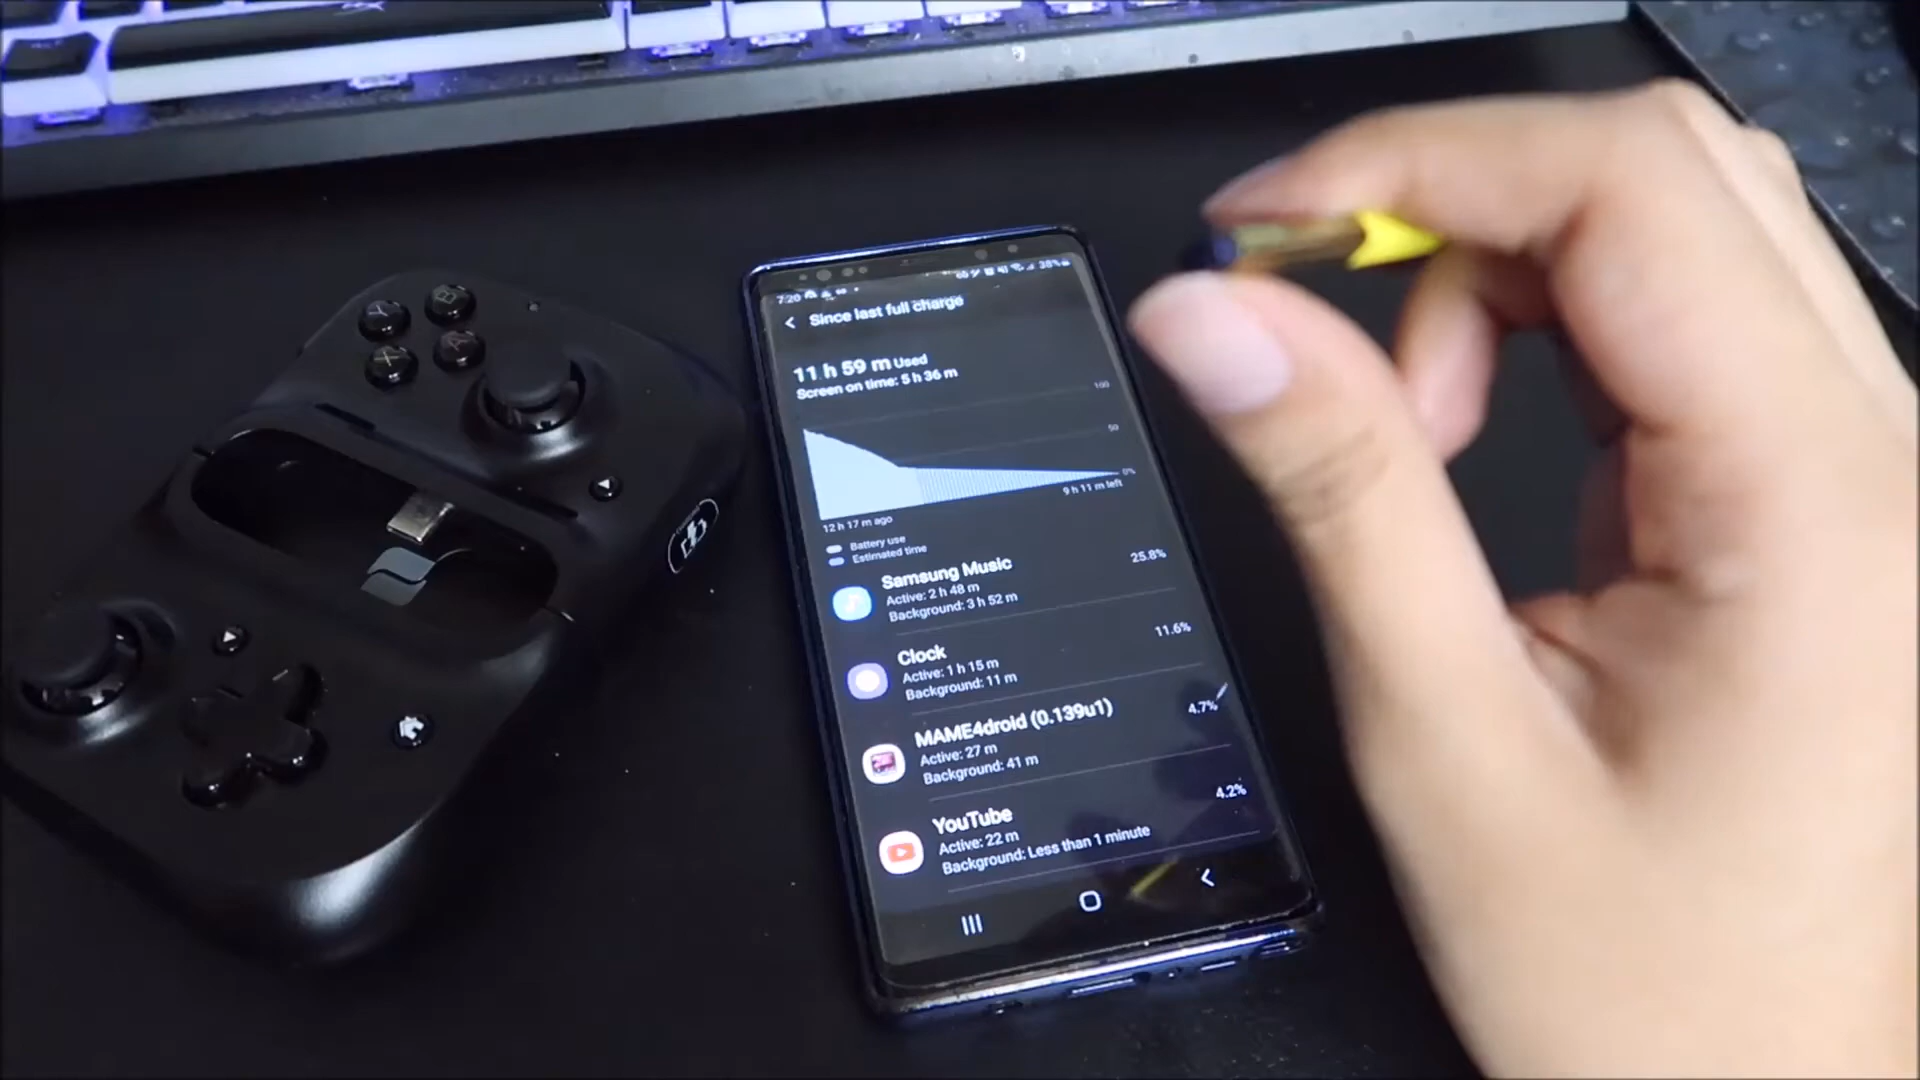 7:20
38%
Since last full charge
11 h 59 m Used
Screen on time: 5 h 36 m
100
50
0%
9 h 11 m left
12 h 17 m ago
Battery use
Estimated time
Samsung Music
25.8%
Active: 2 h 48 m
Background: 3 h 52 m
Clock
11.6%
Active: 1 h 15 m
Background: 11 m
MAME4droid (0.139u1)
4.7%
Active: 27 m
Background: 41 m
YouTube
4.2%
Active: 22 m
Background: Less than 1 minute
Y
B
X
A